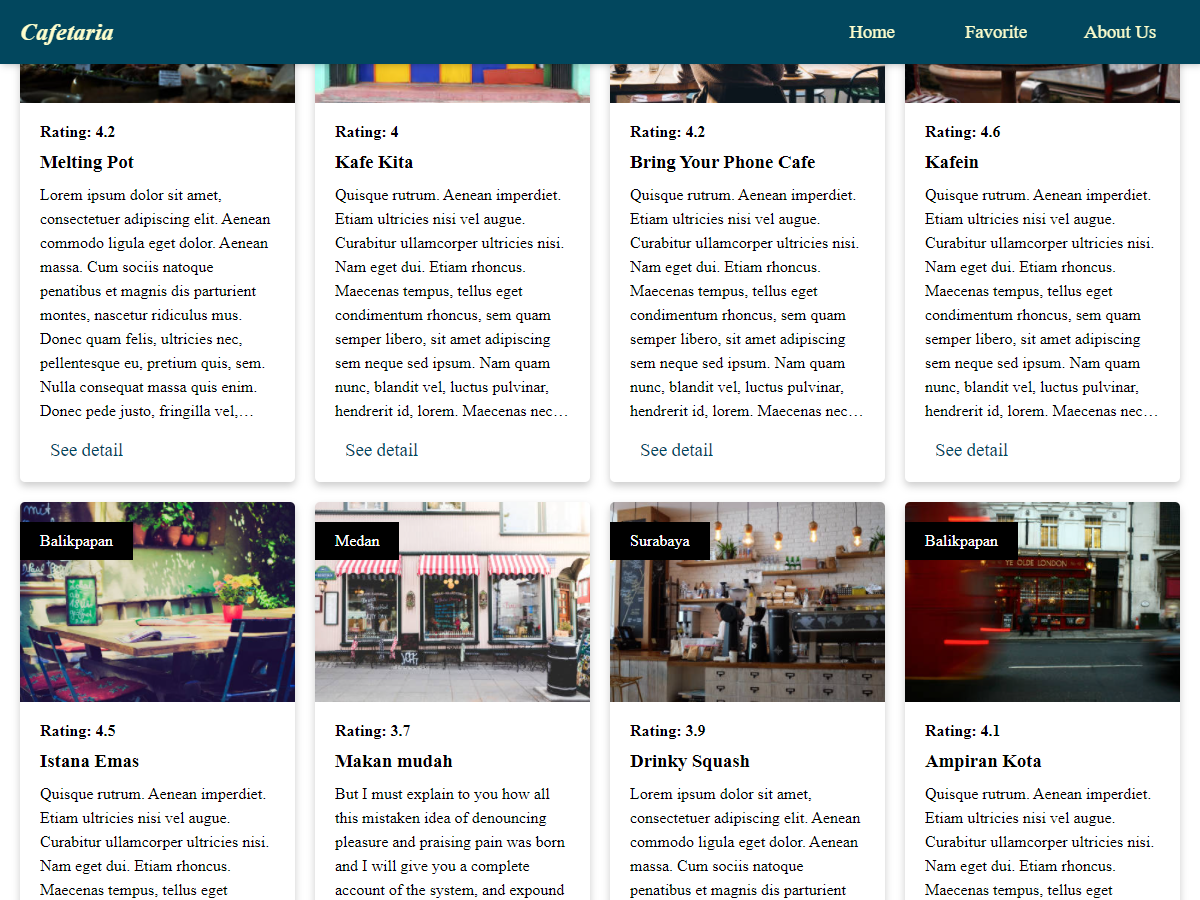 Cafetaria
Home
Favorite
About Us
Rating: 4.2
Melting Pot
Lorem ipsum dolor sit amet,
consectetuer adipiscing elit. Aenean
commodo ligula eget dolor. Aenean
massa. Cum sociis natoque
penatibus et magnis dis parturient
montes, nascetur ridiculus mus.
Donec quam felis, ultricies nec,
pellentesque eu, pretium quis, sem.
Nulla consequat massa quis enim.
Donec pede justo, fringilla vel,…
See detail
Rating: 4
Kafe Kita
Quisque rutrum. Aenean imperdiet.
Etiam ultricies nisi vel augue.
Curabitur ullamcorper ultricies nisi.
Nam eget dui. Etiam rhoncus.
Maecenas tempus, tellus eget
condimentum rhoncus, sem quam
semper libero, sit amet adipiscing
sem neque sed ipsum. Nam quam
nunc, blandit vel, luctus pulvinar,
hendrerit id, lorem. Maecenas nec…
See detail
Rating: 4.2
Bring Your Phone Cafe
Quisque rutrum. Aenean imperdiet.
Etiam ultricies nisi vel augue.
Curabitur ullamcorper ultricies nisi.
Nam eget dui. Etiam rhoncus.
Maecenas tempus, tellus eget
condimentum rhoncus, sem quam
semper libero, sit amet adipiscing
sem neque sed ipsum. Nam quam
nunc, blandit vel, luctus pulvinar,
hendrerit id, lorem. Maecenas nec…
See detail
Rating: 4.6
Kafein
Quisque rutrum. Aenean imperdiet.
Etiam ultricies nisi vel augue.
Curabitur ullamcorper ultricies nisi.
Nam eget dui. Etiam rhoncus.
Maecenas tempus, tellus eget
condimentum rhoncus, sem quam
semper libero, sit amet adipiscing
sem neque sed ipsum. Nam quam
nunc, blandit vel, luctus pulvinar,
hendrerit id, lorem. Maecenas nec…
See detail
Balikpapan
Rating: 4.5
Istana Emas
Quisque rutrum. Aenean imperdiet.
Etiam ultricies nisi vel augue.
Curabitur ullamcorper ultricies nisi.
Nam eget dui. Etiam rhoncus.
Maecenas tempus, tellus eget
Medan
Rating: 3.7
Makan mudah
But I must explain to you how all
this mistaken idea of denouncing
pleasure and praising pain was born
and I will give you a complete
account of the system, and expound
Surabaya
Rating: 3.9
Drinky Squash
Lorem ipsum dolor sit amet,
consectetuer adipiscing elit. Aenean
commodo ligula eget dolor. Aenean
massa. Cum sociis natoque
penatibus et magnis dis parturient
Balikpapan
YE OLDE LONDON
Rating: 4.1
Ampiran Kota
Quisque rutrum. Aenean imperdiet.
Etiam ultricies nisi vel augue.
Curabitur ullamcorper ultricies nisi.
Nam eget dui. Etiam rhoncus.
Maecenas tempus, tellus eget